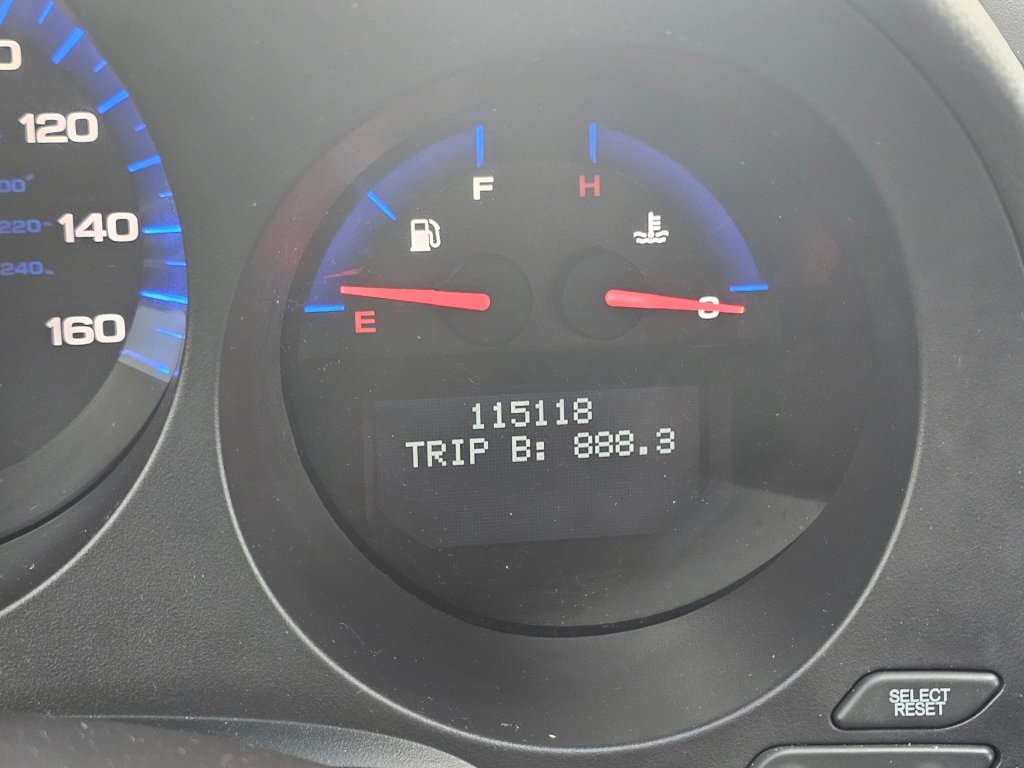 120
140
160
220
240
F
H
E
C
115118
TRIP B: 888.3
SELECT
RESET